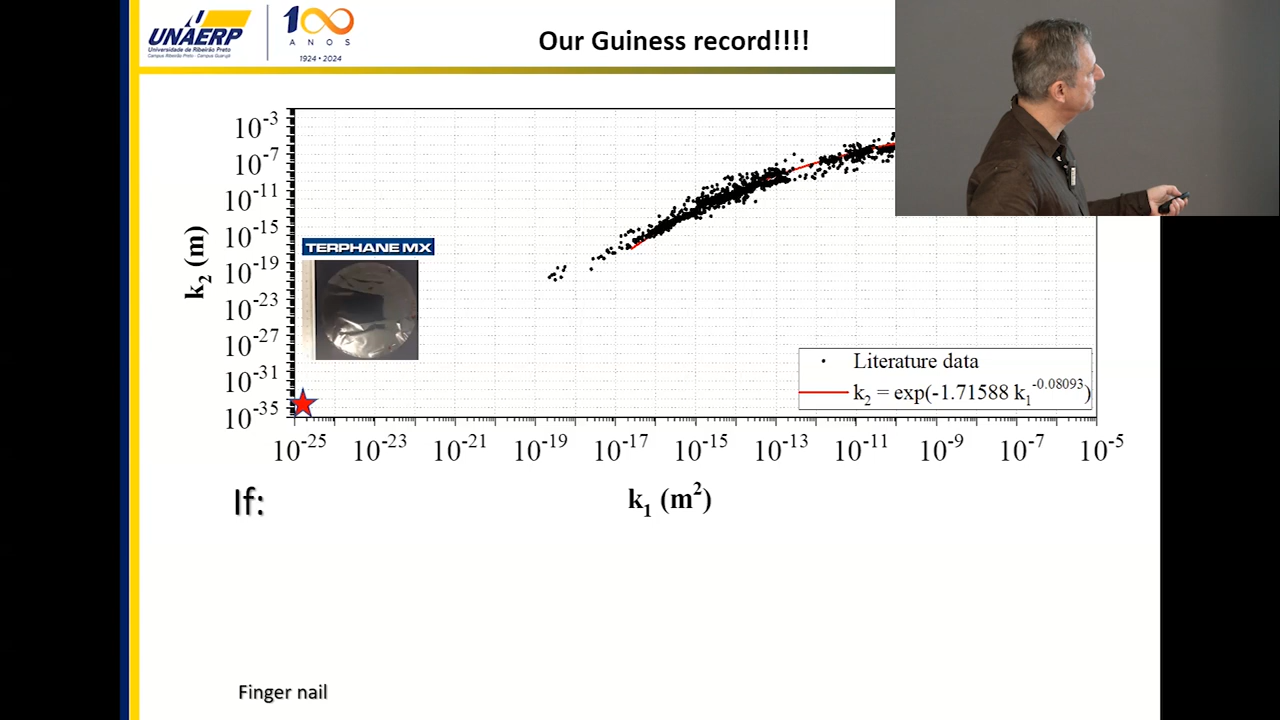 UNAERP
Universidade de Ribeirão Preto
Campus Ribeirão Preto - Campus Guarujá
100
ANOS
1924 • 2024
Our Guiness record!!!!
10⁻³
10⁻⁷
10⁻¹¹
10⁻¹⁵
10⁻¹⁹
10⁻²³
10⁻²⁷
10⁻³¹
10⁻³⁵
k₂ (m)
TERPHANE MX
Literature data
k₂ = exp(-1.71588 k₁⁻⁰·⁰⁸⁰⁹³)
10⁻²⁵ 10⁻²³ 10⁻²¹ 10⁻¹⁹ 10⁻¹⁷ 10⁻¹⁵ 10⁻¹³ 10⁻¹¹ 10⁻⁹ 10⁻⁷ 10⁻⁵
k₁ (m²)
If:
Finger nail